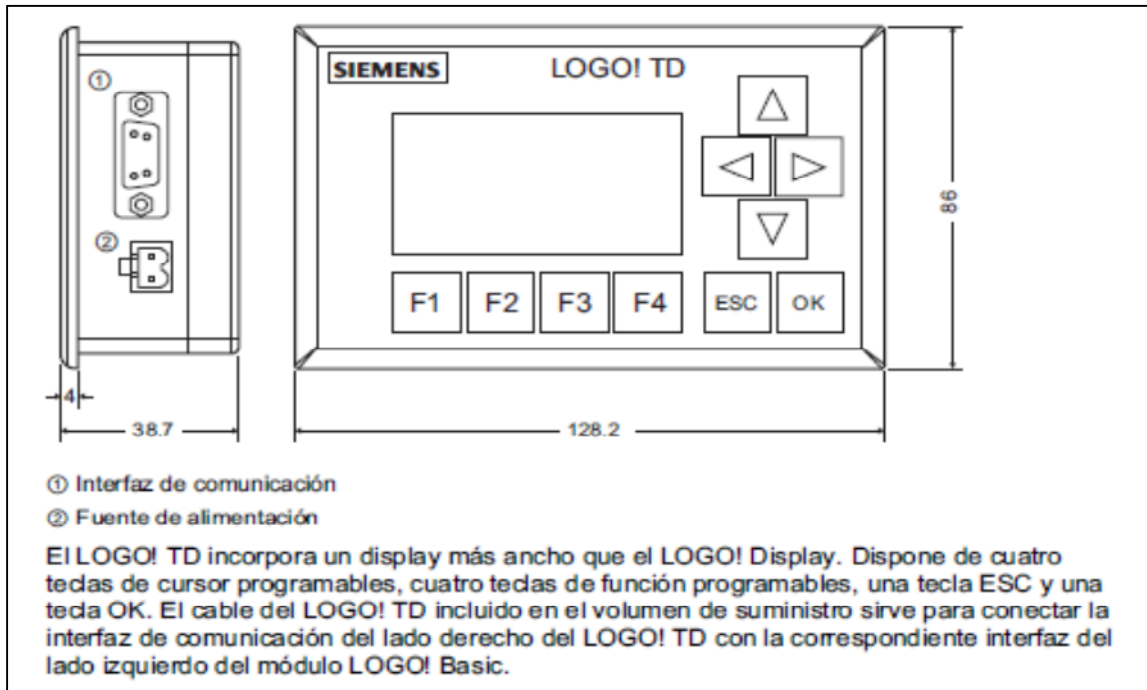 ①
SIEMENS LOGO! TD
②
86
F1 F2 F3 F4 ESC OK
4
38.7 128.2
① Interfaz de comunicación
② Fuente de alimentación
El LOGO! TD incorpora un display más ancho que el LOGO! Display. Dispone de cuatro
teclas de cursor programables, cuatro teclas de función programables, una tecla ESC y una
tecla OK. El cable del LOGO! TD incluido en el volumen de suministro sirve para conectar la
interfaz de comunicación del lado derecho del LOGO! TD con la correspondiente interfaz del
lado izquierdo del módulo LOGO! Basic.